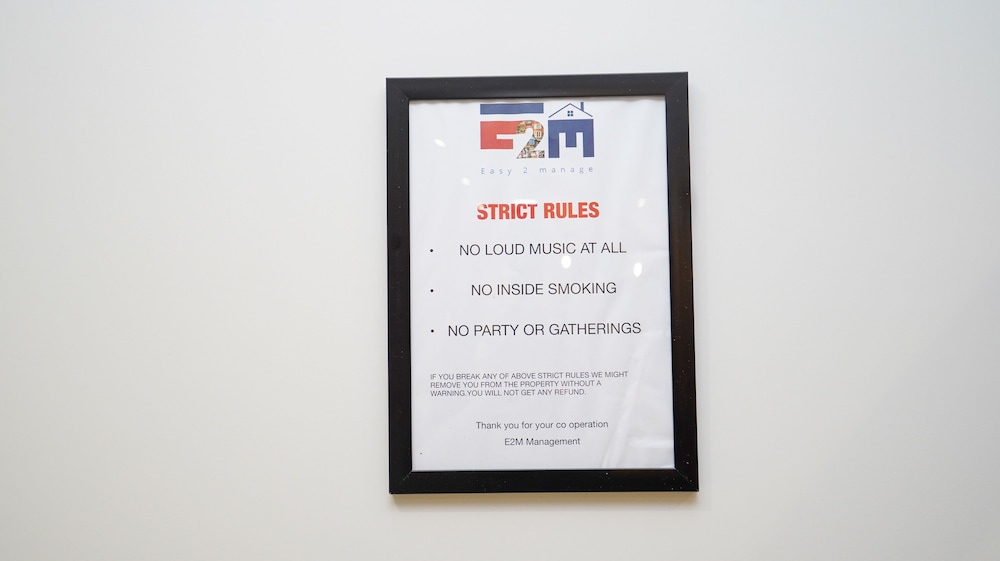 E2M
Easy 2 manage
STRICT RULES
• NO LOUD MUSIC AT ALL
• NO INSIDE SMOKING
• NO PARTY OR GATHERINGS
IF YOU BREAK ANY OF ABOVE STRICT RULES WE MIGHT
REMOVE YOU FROM THE PROPERTY WITHOUT A
WARNING.YOU WILL NOT GET ANY REFUND.
Thank you for your co operation
E2M Management